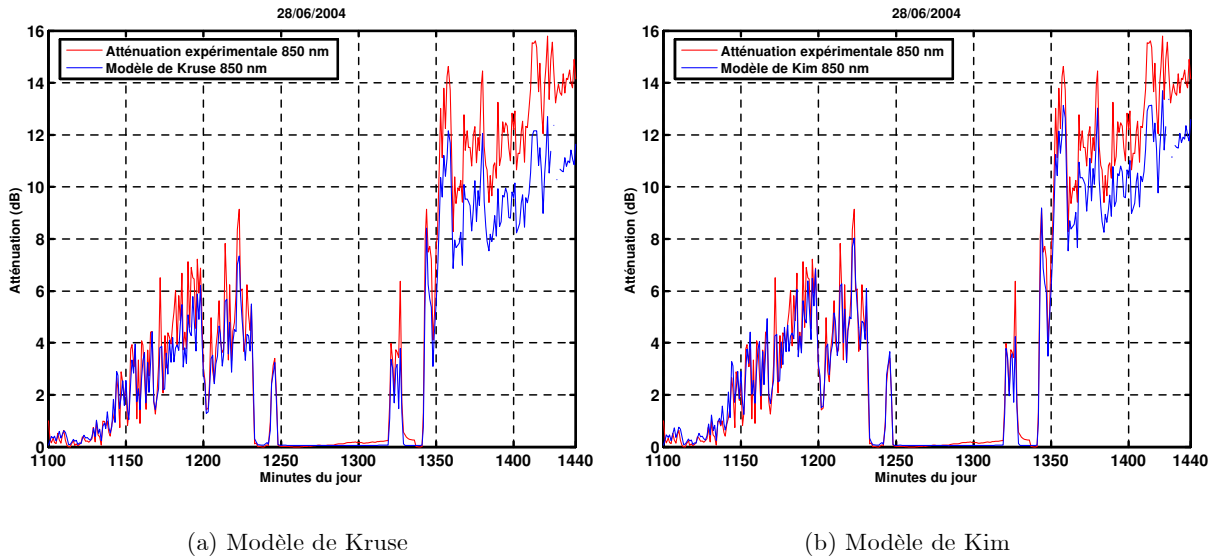 28/06/2004
Atténuation expérimentale 850 nm
Modèle de Kruse 850 nm
Atténuation (dB)
16
14
12
10
8
6
4
2
0
1100 1150 1200 1250 1300 1350 1400 1440
Minutes du jour
(a) Modèle de Kruse
28/06/2004
Atténuation expérimentale 850 nm
Modèle de Kim 850 nm
Atténuation (dB)
16
14
12
10
8
6
4
2
0
1100 1150 1200 1250 1300 1350 1400 1440
Minutes du jour
(b) Modèle de Kim